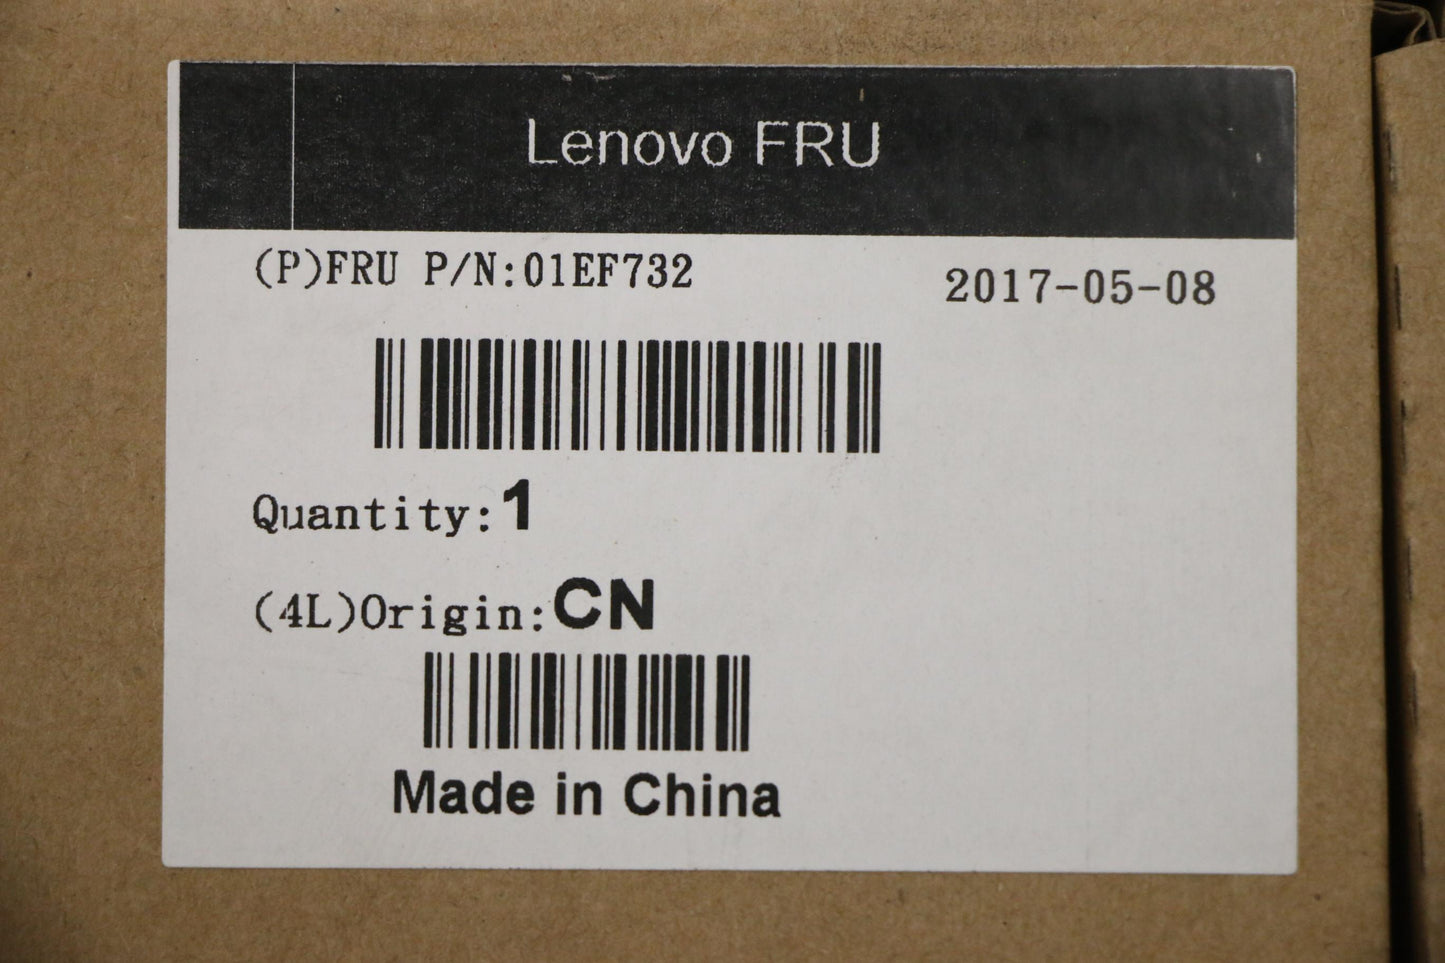 Lenovo FRU
(P)FRU P/N:01EF732
2017-05-08
Quantity:1
(4L)Origin:CN
Made in China